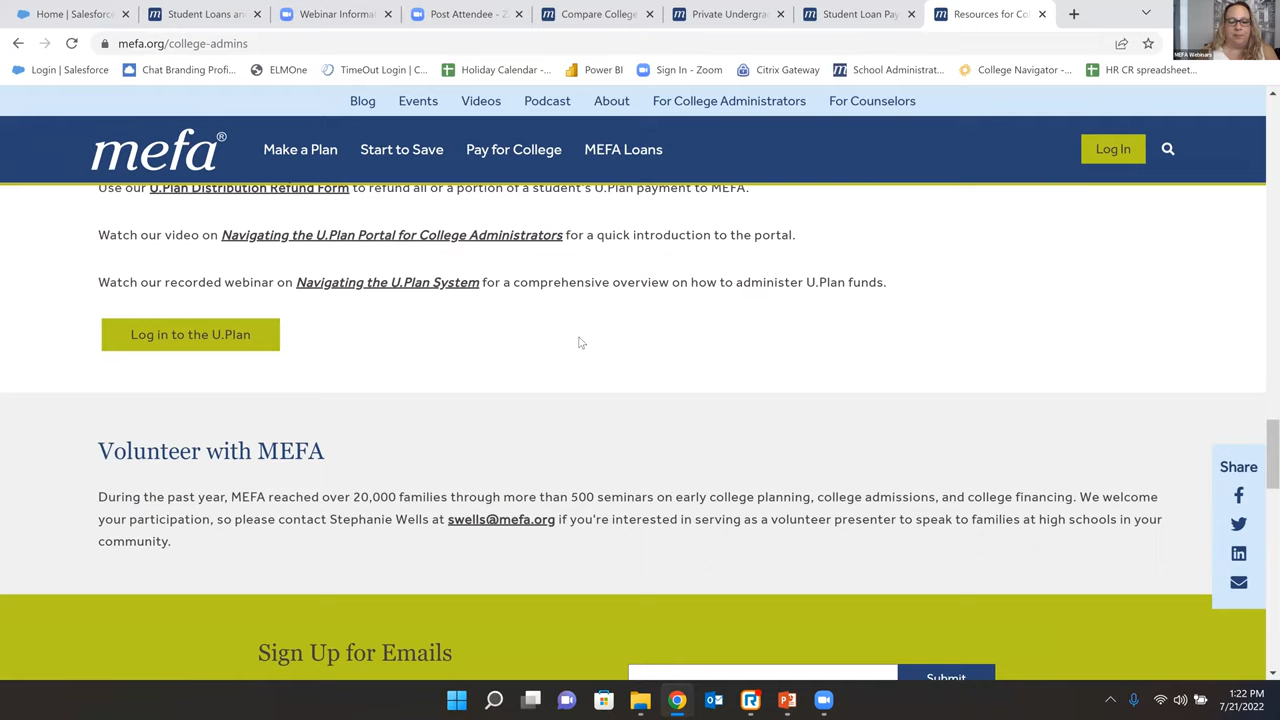 Home | Salesforce
Student Loans
Webinar Informa
Post Attendee - Z
Compare College
Private Undergra
Student Loan Pay
Resources for Co
mefa.org/college-admins
MEFA Webinars
Login | Salesforce
Chat Branding Profi...
ELMOne
TimeOut Login | C...
Holiday Calendar -...
Power BI
Sign In - Zoom
Citrix Gateway
School Administrat...
College Navigator -...
HR CR spreadsheet...
Blog
Events
Videos
Podcast
About
For College Administrators
For Counselors
mefa®
Make a Plan
Start to Save
Pay for College
MEFA Loans
Log In
Use our U.Plan Distribution Refund Form to refund all or a portion of a student's U.Plan payment to MEFA.
Watch our video on Navigating the U.Plan Portal for College Administrators for a quick introduction to the portal.
Watch our recorded webinar on Navigating the U.Plan System for a comprehensive overview on how to administer U.Plan funds.
Log in to the U.Plan
Volunteer with MEFA
During the past year, MEFA reached over 20,000 families through more than 500 seminars on early college planning, college admissions, and college financing. We welcome
your participation, so please contact Stephanie Wells at swells@mefa.org if you're interested in serving as a volunteer presenter to speak to families at high schools in your
community.
Share
Sign Up for Emails
Submit
1:22 PM
7/21/2022